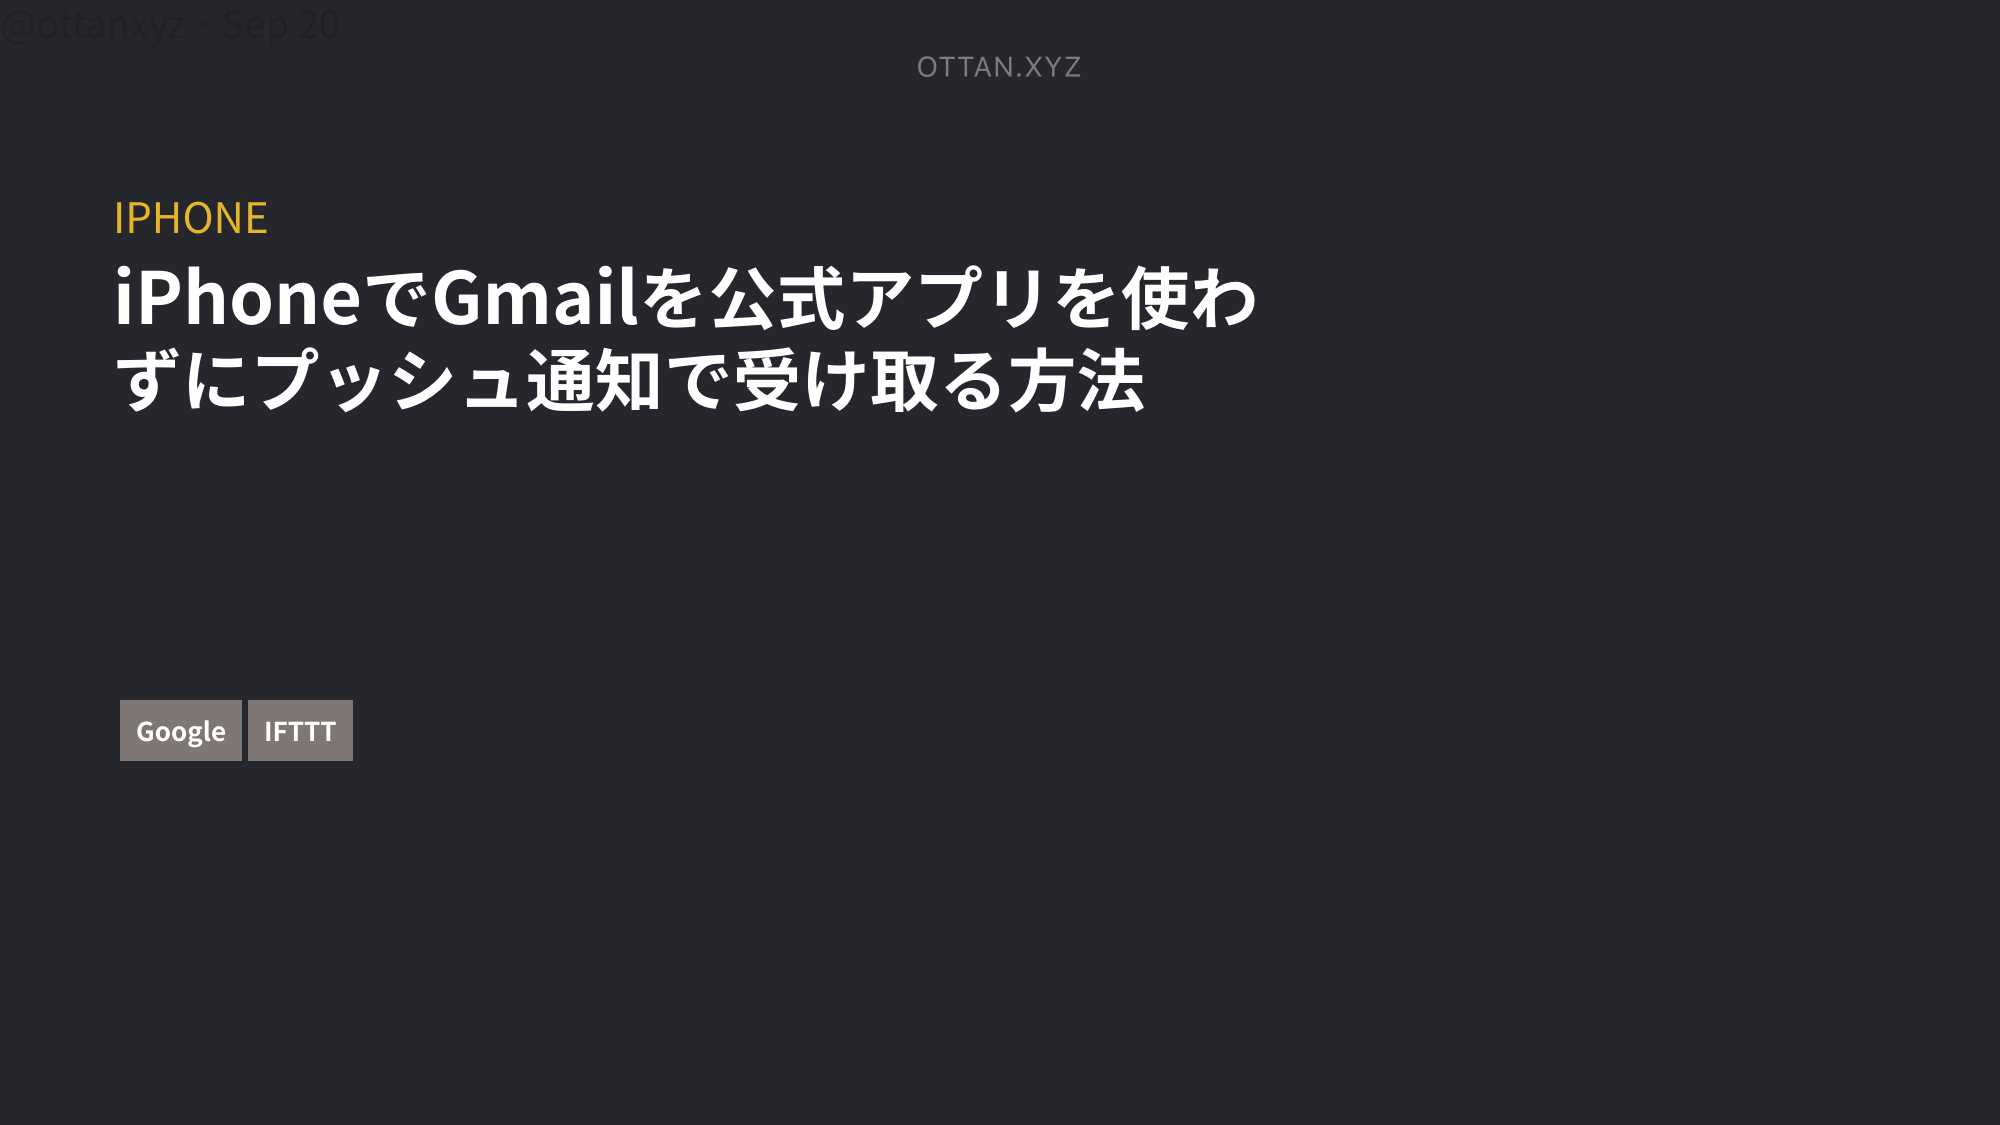 @ottanxyz・Sep 20
OTTAN.XYZ
IPHONE
iPhoneでGmailを公式アプリを使わ
ずにプッシュ通知で受け取る方法
Google IFTTT